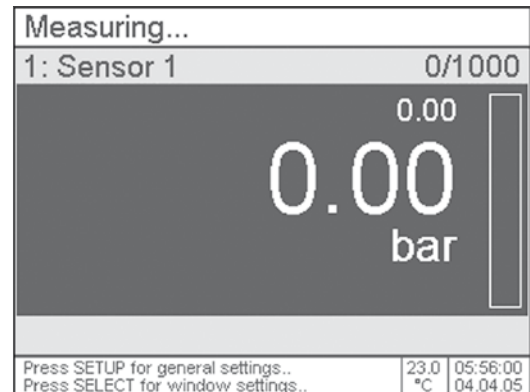 Measuring...
1: Sensor 1 0/1000
0.00
0.00
bar
Press SETUP for general settings.. 23.0 05:56:00
Press SELECT for window settings.. °C 04.04.05